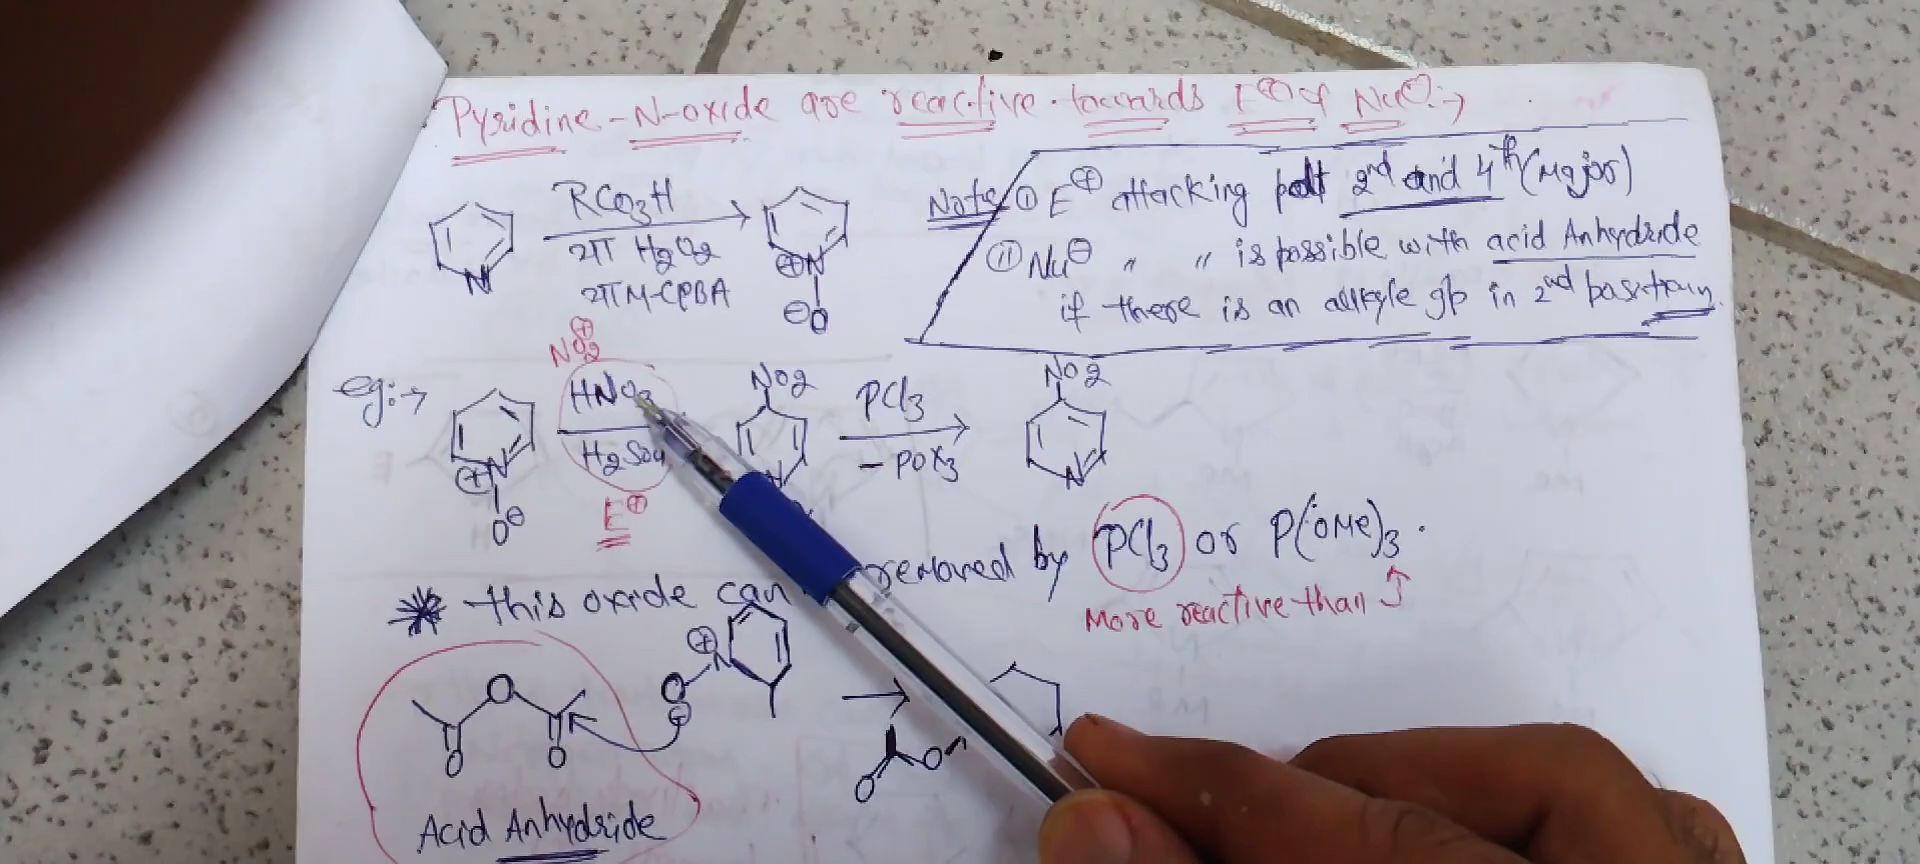 Pyridine-N-oxide are reactive towards E⊕ & Nu⊖:→
RCO3H
या H2O2
या M-CPBA
N
⊕N
⊖O
Note ① E⊕ attacking at 2nd and 4th (Major)
② Nu⊖ " " is possible with acid Anhydride
if there is an alkyle gp in 2nd position.
eg:→
⊕N
O⊖
NO2⊕
HNO3
H2SO4
E⊕
NO2
N
PCl3
- POX3
NO2
N
* this oxide can removed by PCl3 or P(OMe)3.
More reactive than
O
O
O
⊕
N
O
⊖
→
O
O
Acid Anhydride